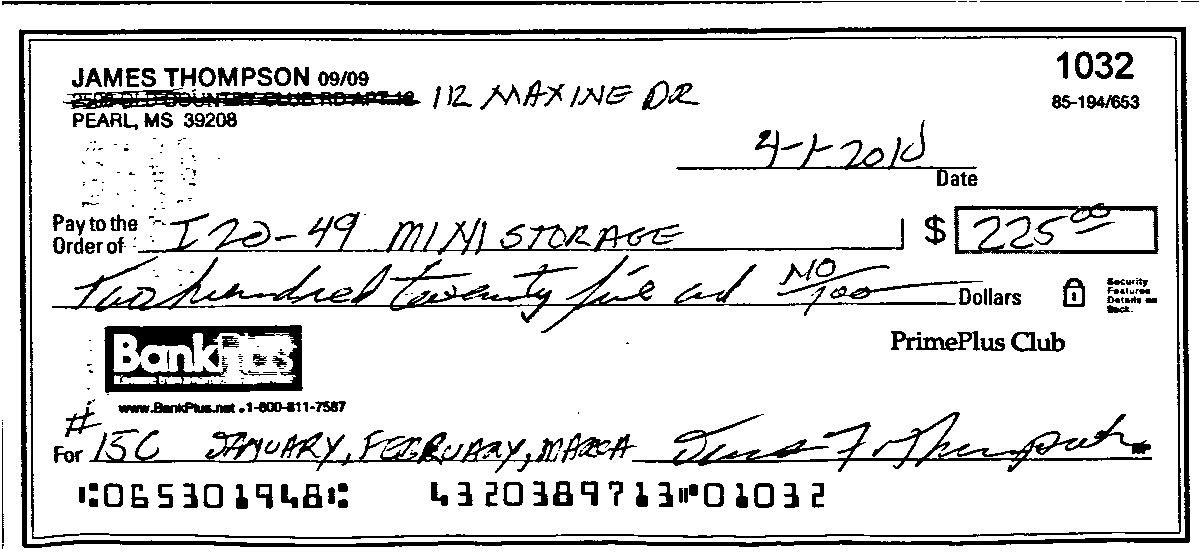 JAMES THOMPSON 09/09
1032
112 MAXINE DR
85-194/653
PEARL, MS 39208
4-1-2010
Date
Pay to the
Order of
I 20-49 MINI STORAGE
$ 225 00
Two hundred twenty five and NO/100 Dollars
Security
Features
Details on
Back.
BankPlus
PrimePlus Club
www.BankPlus.net • 1-800-811-7587
#
For 15C JANUARY, FEBRUARY, MARCH
⑆065301948⑆ 4320389713⑈01032